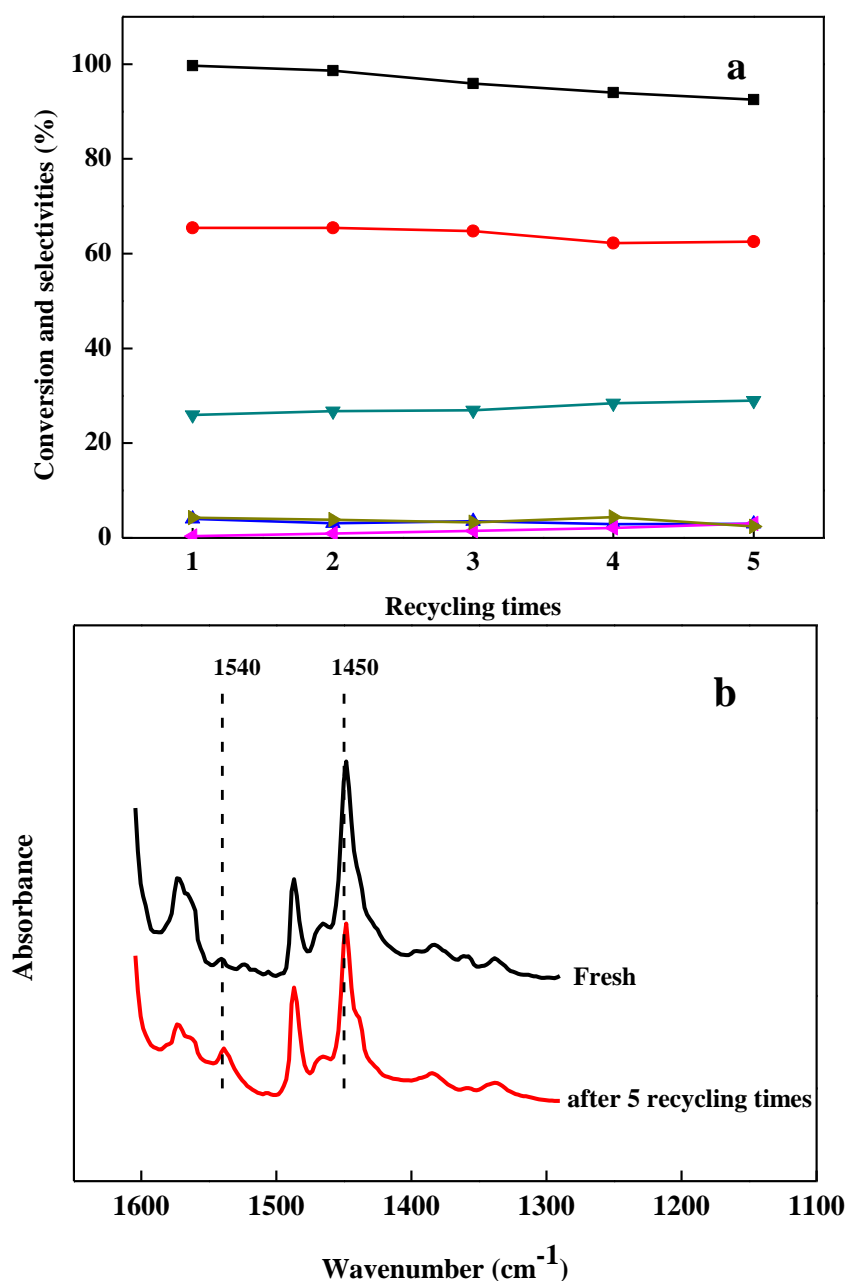 a
100
80
60
40
20
0
Conversion and selectivities (%)
1 2 3 4 5
Recycling times
1540 1450
b
Absorbance
Fresh
after 5 recycling times
1600 1500 1400 1300 1200 1100
Wavenumber (cm-1)